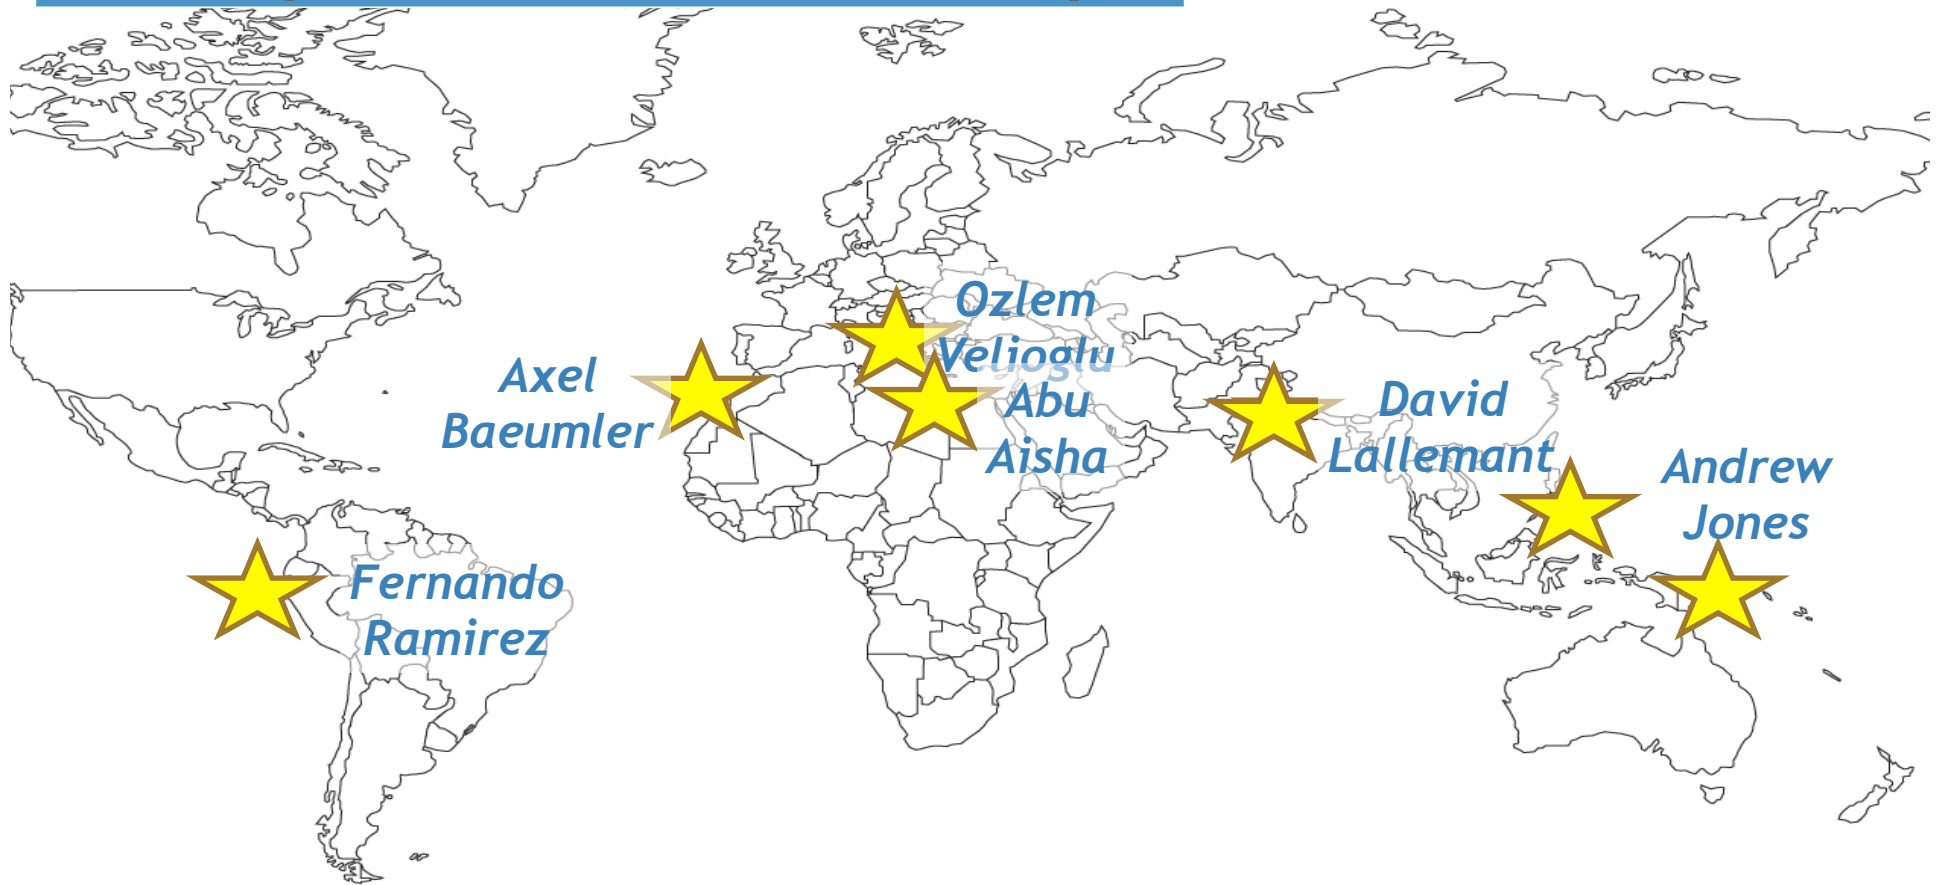 Ozlem
Velioglu
Axel
Baeumler
Abu
Aisha
David
Lallemant
Andrew
Jones
Fernando
Ramirez